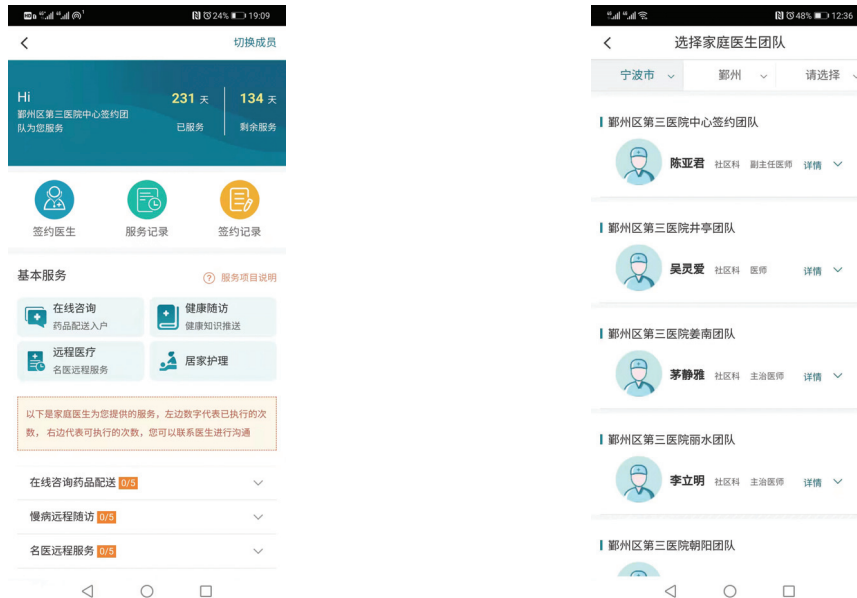 24% 19:09
切换成员
Hi
鄞州区第三医院中心签约团
队为您服务
231 天
已服务
134 天
剩余服务
签约医生
服务记录
签约记录
基本服务
? 服务项目说明
在线咨询
药品配送入户
健康随访
健康知识推送
远程医疗
名医远程服务
居家护理
以下是家庭医生为您提供的服务，左边数字代表已执行的次
数， 右边代表可执行的次数，您可以联系医生进行沟通
在线咨询药品配送 0/5
慢病远程随访 0/5
名医远程服务 0/5
48% 12:36
选择家庭医生团队
宁波市 鄞州 请选择
鄞州区第三医院中心签约团队
陈亚君 社区科 副主任医师 详情
鄞州区第三医院井亭团队
吴灵爱 社区科 医师 详情
鄞州区第三医院姜南团队
茅静雅 社区科 主治医师 详情
鄞州区第三医院丽水团队
李立明 社区科 主治医师 详情
鄞州区第三医院朝阳团队